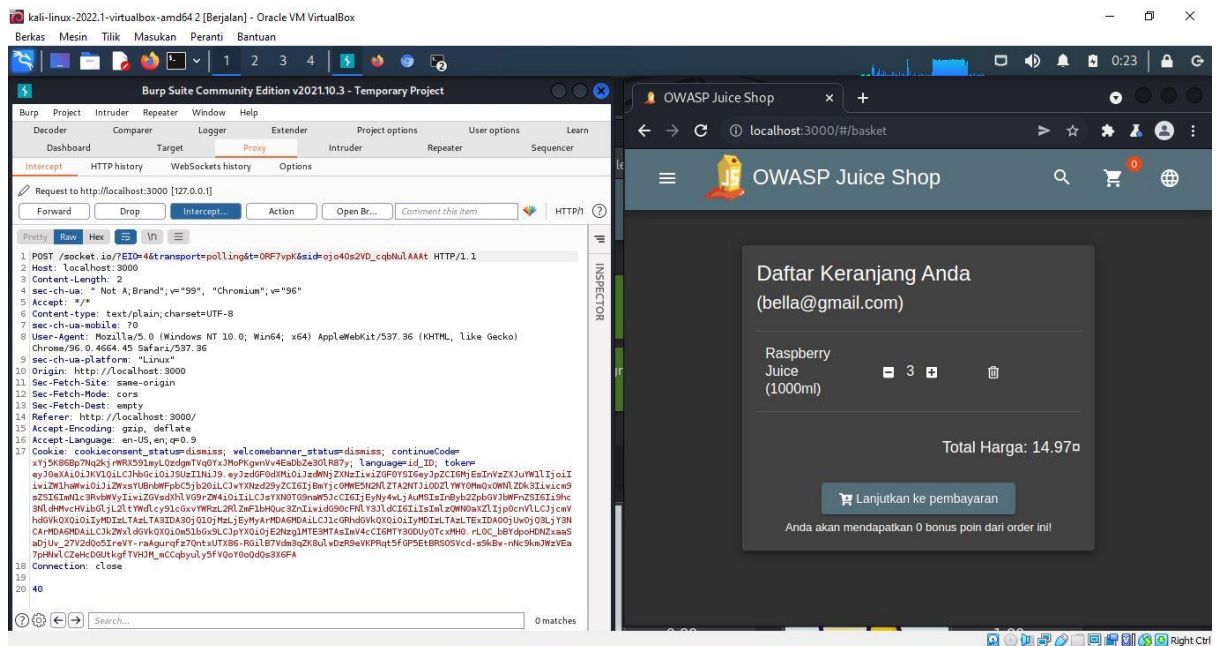 kali-linux-2022.1-virtualbox-amd64 2 [Berjalan] - Oracle VM VirtualBox
Berkas Mesin Tilik Masukan Peranti Bantuan
1 2 3 4
0:23
Burp Suite Community Edition v2021.10.3 - Temporary Project
Burp Project Intruder Repeater Window Help
Decoder Comparer Logger Extender Project options User options Learn
Dashboard Target Proxy Intruder Repeater Sequencer
Intercept HTTP history WebSockets history Options
Request to http://localhost:3000 [127.0.0.1]
Forward Drop Intercept... Action Open Br... Comment this item HTTP/1
Pretty Raw Hex \n
INSPECTOR
1 POST /socket.io/?EIO=4&transport=polling&t=ORF7vpK&sid=ojo4Os2VD_cqbNulAAAt HTTP/1.1
2 Host: localhost:3000
3 Content-Length: 2
4 sec-ch-ua: " Not A;Brand";v="99", "Chromium";v="96"
5 Accept: */*
6 Content-type: text/plain;charset=UTF-8
7 sec-ch-ua-mobile: ?0
8 User-Agent: Mozilla/5.0 (Windows NT 10.0; Win64; x64) AppleWebKit/537.36 (KHTML, like Gecko)
Chrome/96.0.4664.45 Safari/537.36
9 sec-ch-ua-platform: "Linux"
10 Origin: http://localhost:3000
11 Sec-Fetch-Site: same-origin
12 Sec-Fetch-Mode: cors
13 Sec-Fetch-Dest: empty
14 Referer: http://localhost:3000/
15 Accept-Encoding: gzip, deflate
16 Accept-Language: en-US,en;q=0.9
17 Cookie: cookieconsent_status=dismiss; welcomebanner_status=dismiss; continueCode=
language=id_ID; token=
18 Connection: close
19
20 40
Search...
0 matches
OWASP Juice Shop
localhost:3000/#/basket
OWASP Juice Shop
0
Daftar Keranjang Anda
(bella@gmail.com)
Raspberry
Juice
(1000ml)
3
Total Harga: 14.97¤
Lanjutkan ke pembayaran
Anda akan mendapatkan 0 bonus poin dari order ini!
Right Ctrl